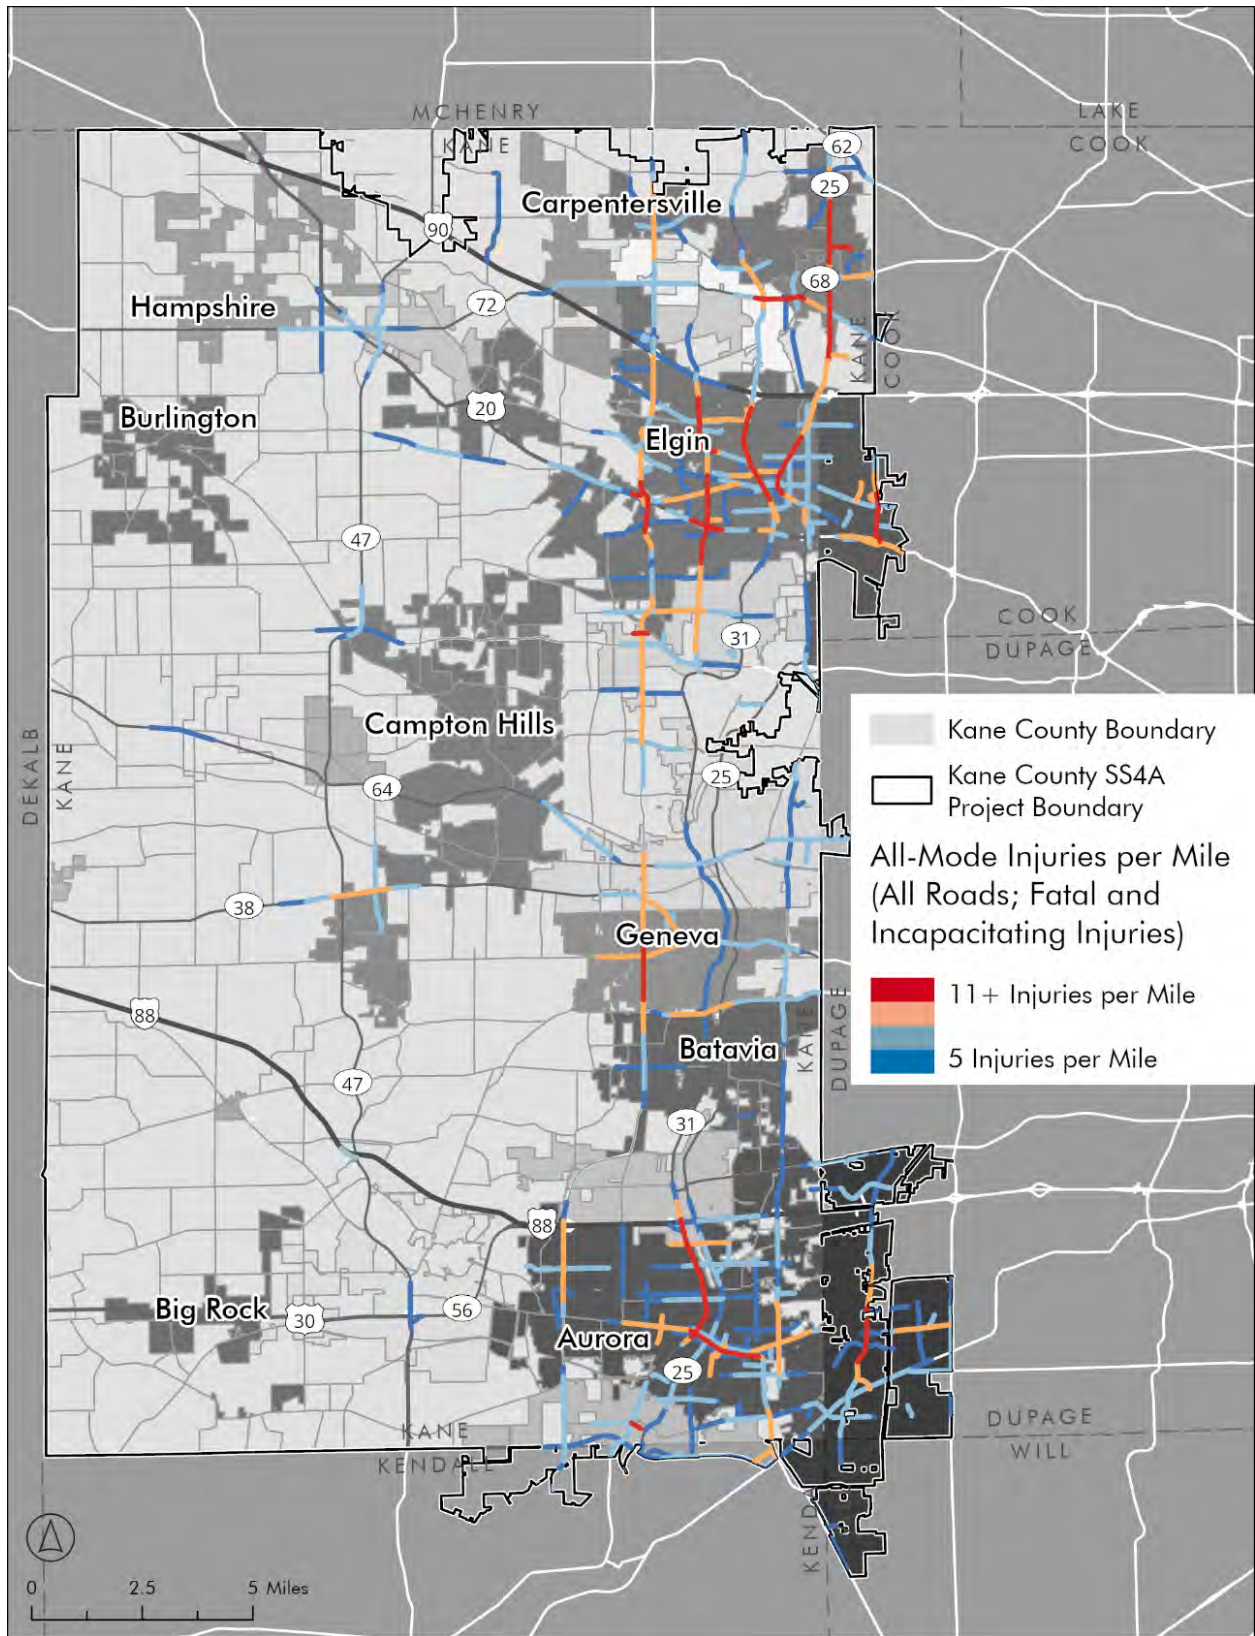 MCHENRY
KANE
LAKE
COOK
62
25
Carpentersville
90
68
Hampshire
72
KANE
COOK
20
Burlington
Elgin
47
31
COOK
DUPAGE
Campton Hills
DEKALB
KANE
25
64
38
Geneva
88
Batavia
KANE
DUPAGE
47
31
88
Big Rock
30
56
Aurora
25
KANE
KENDALL
DUPAGE
WILL
Kane County Boundary
Kane County SS4A
Project Boundary
All-Mode Injuries per Mile
(All Roads; Fatal and
Incapacitating Injuries)
11+ Injuries per Mile
5 Injuries per Mile
0 2.5 5 Miles